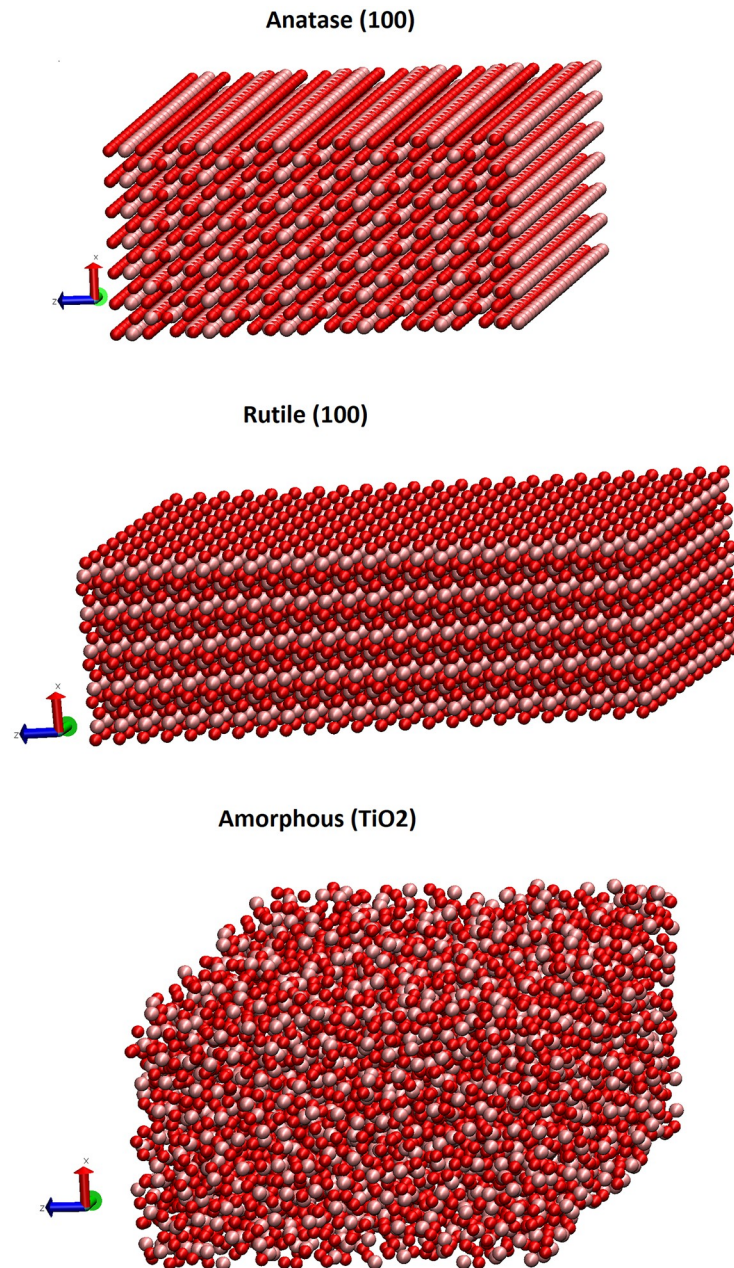 Anatase (100)
x
z
Rutile (100)
x
z
Amorphous (TiO2)
x
z